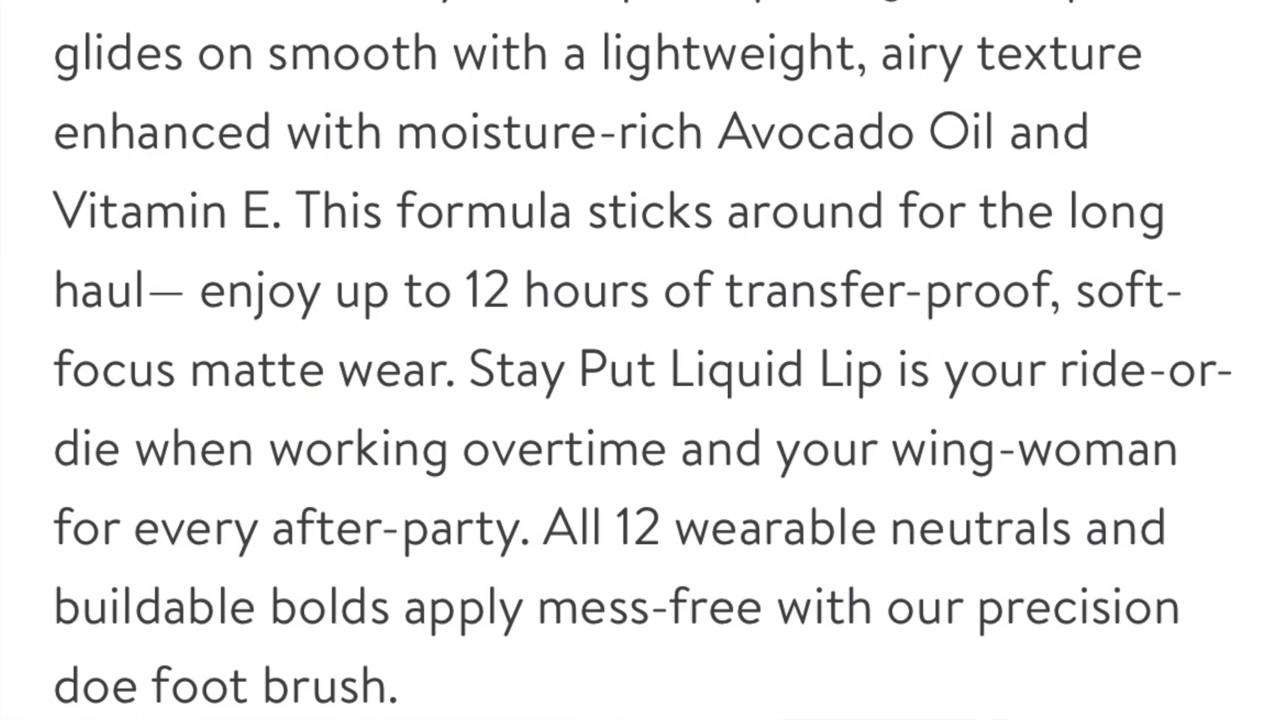 glides on smooth with a lightweight, airy texture
enhanced with moisture-rich Avocado Oil and
Vitamin E. This formula sticks around for the long
haul— enjoy up to 12 hours of transfer-proof, soft-
focus matte wear. Stay Put Liquid Lip is your ride-or-
die when working overtime and your wing-woman
for every after-party. All 12 wearable neutrals and
buildable bolds apply mess-free with our precision
doe foot brush.